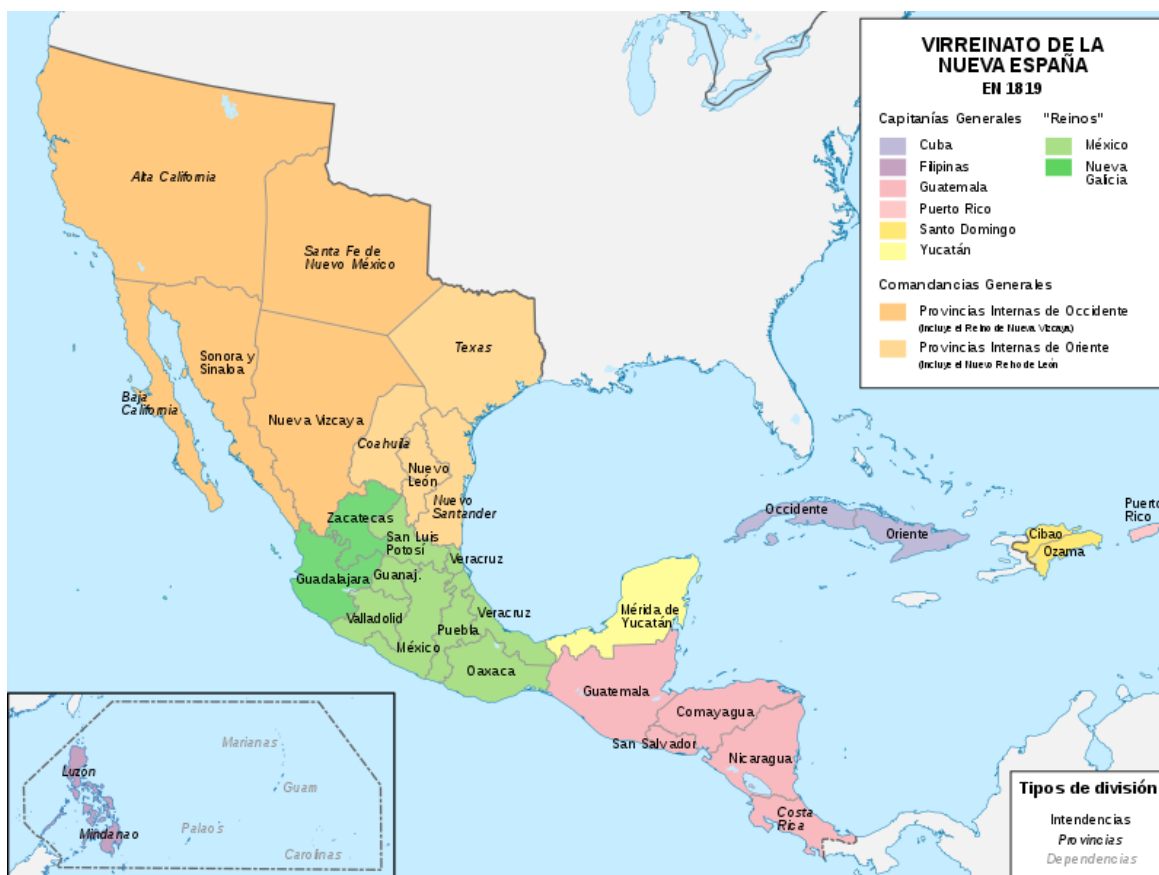 VIRREINATO DE LA
NUEVA ESPAÑA
EN 1819
Capitanías Generales
Cuba
Filipinas
Guatemala
Puerto Rico
Santo Domingo
Yucatán
"Reinos"
México
Nueva
Galicia
Comandancias Generales
Provincias Internas de Occidente
(Incluye el Reino de Nueva Vizcaya)
Provincias Internas de Oriente
(Incluye el Nuevo Reino de León
Alta California
Santa Fe de
Nuevo México
Texas
Sonora y
Sinaloa
Baja
California
Nueva Vizcaya
Coahuila
Nuevo
León
Nuevo
Santander
Zacatecas
San Luis
Potosí
Veracruz
Guadalajara
Guanaj.
Valladolid
Veracruz
Puebla
México
Oaxaca
Mérida de
Yucatán
Occidente
Oriente
Cibao
Ozama
Puerto
Rico
Guatemala
Comayagua
San Salvador
Nicaragua
Costa
Rica
Marianas
Luzón
Guam
Mindanao
Palaos
Carolinas
Tipos de división
Intendencias
Provincias
Dependencias